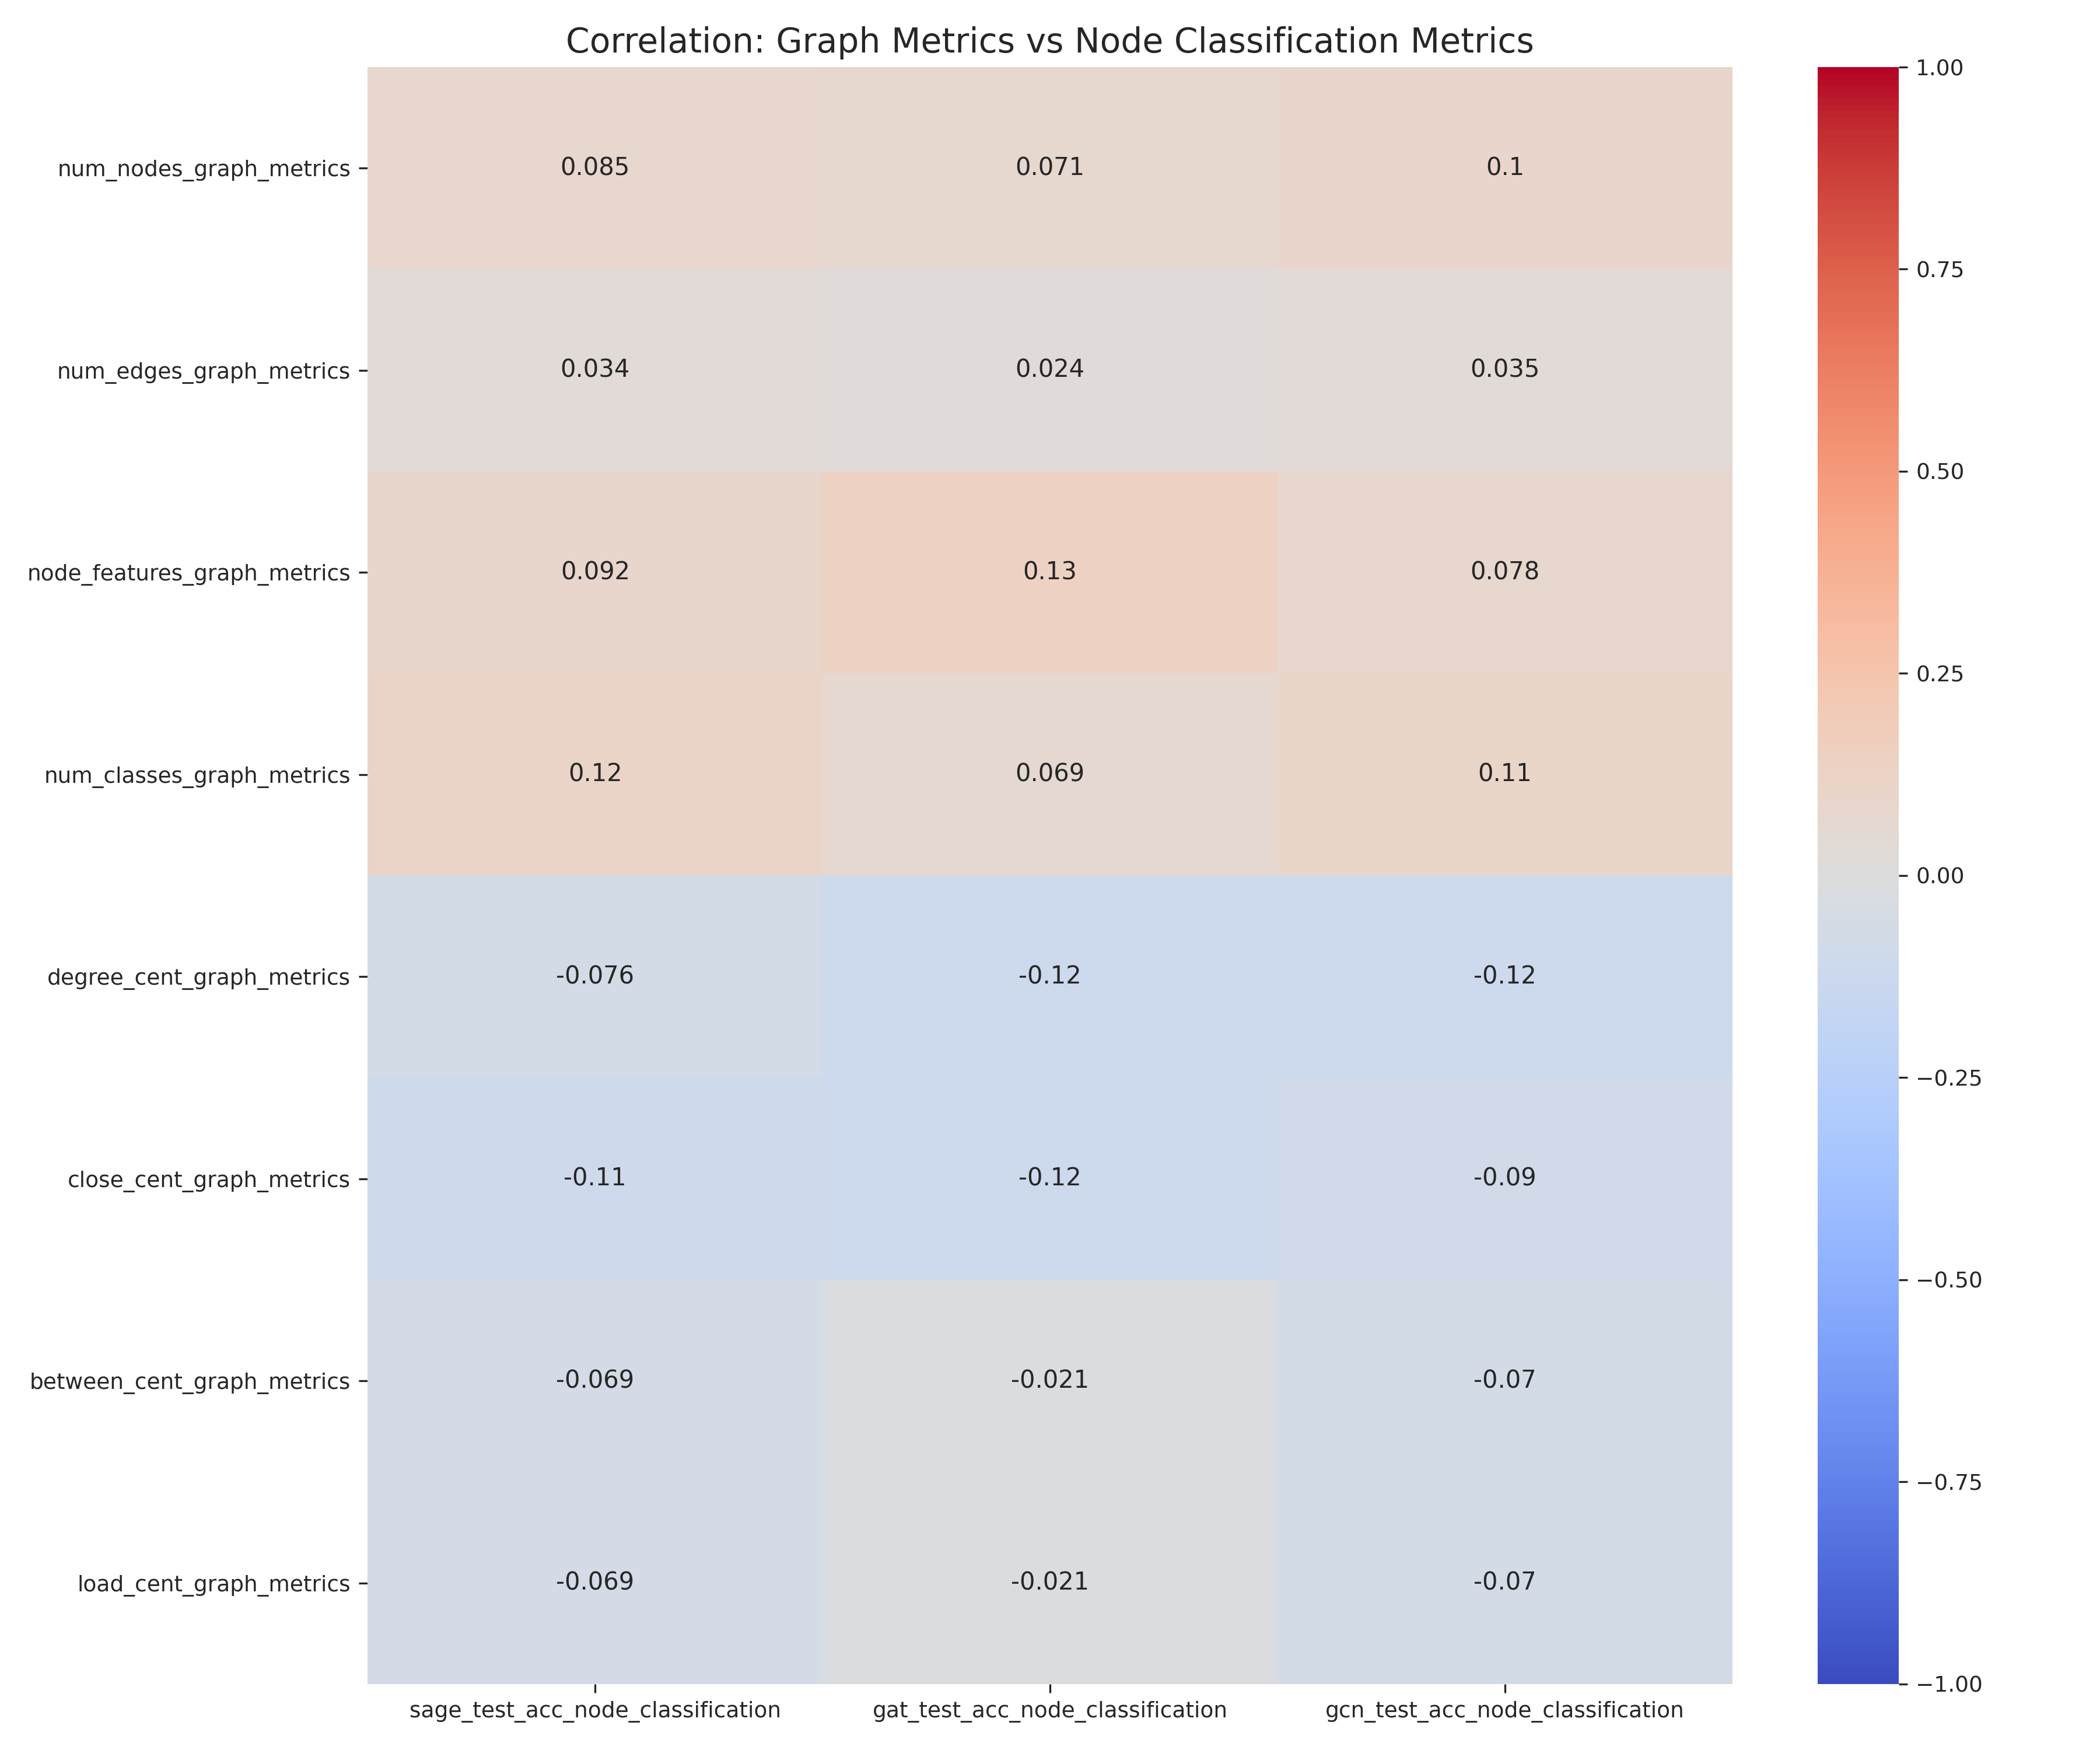 Correlation: Graph Metrics vs Node Classification Metrics
num_nodes_graph_metrics 0.085 0.071 0.1
num_edges_graph_metrics 0.034 0.024 0.035
node_features_graph_metrics 0.092 0.13 0.078
num_classes_graph_metrics 0.12 0.069 0.11
degree_cent_graph_metrics -0.076 -0.12 -0.12
close_cent_graph_metrics -0.11 -0.12 -0.09
between_cent_graph_metrics -0.069 -0.021 -0.07
load_cent_graph_metrics -0.069 -0.021 -0.07
sage_test_acc_node_classification gat_test_acc_node_classification gcn_test_acc_node_classification
1.00
0.75
0.50
0.25
0.00
−0.25
−0.50
−0.75
−1.00